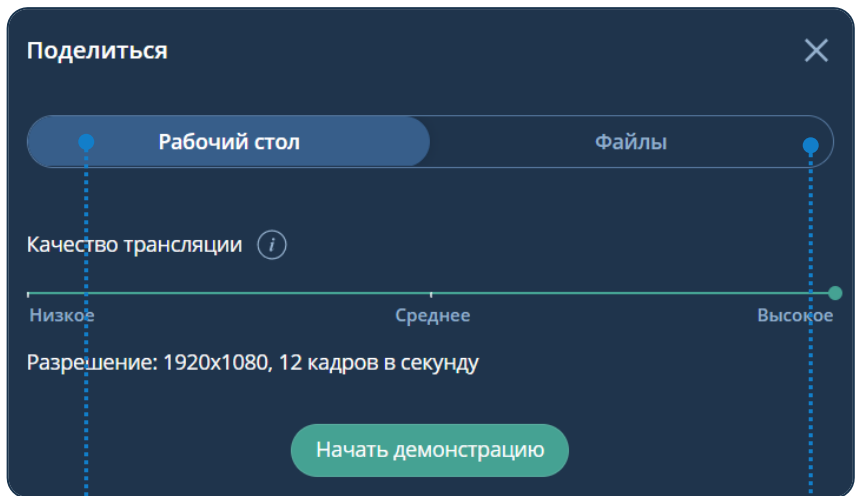 Поделиться
Рабочий стол Файлы
Качество трансляции i
Низкое Среднее Высокое
Разрешение: 1920x1080, 12 кадров в секунду
Начать демонстрацию